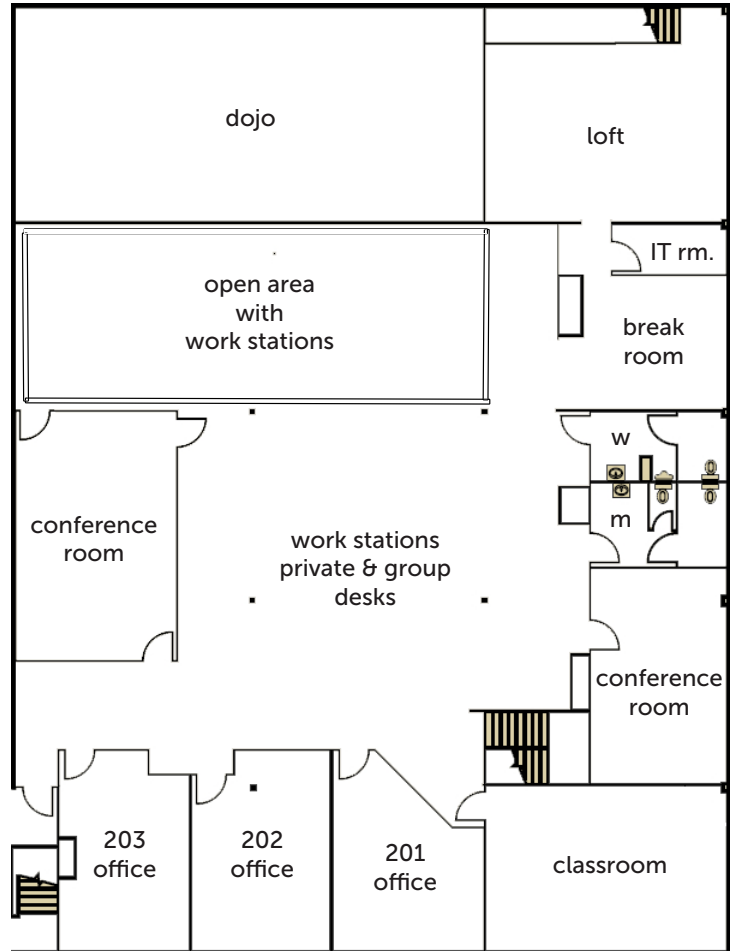 dojo
loft
IT rm.
open area
with
work stations
break
room
w
conference
room
m
work stations
private & group
desks
conference
room
203
office
202
office
201
office
classroom